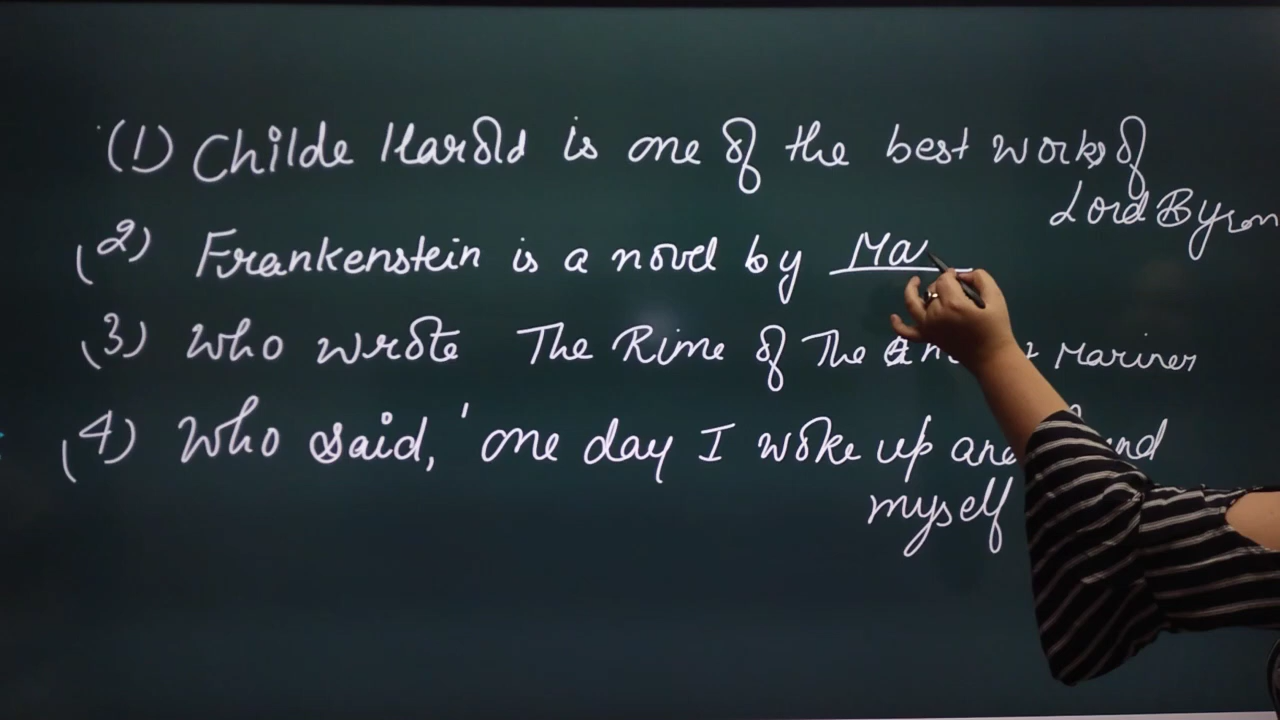 (1) Childe Harold is one of the best works of
Lord Byron
(2) Frankenstein is a novel by Ma
(3) who wrote The Rime of The Mariner
(4) Who said, 'one day I woke up
myself